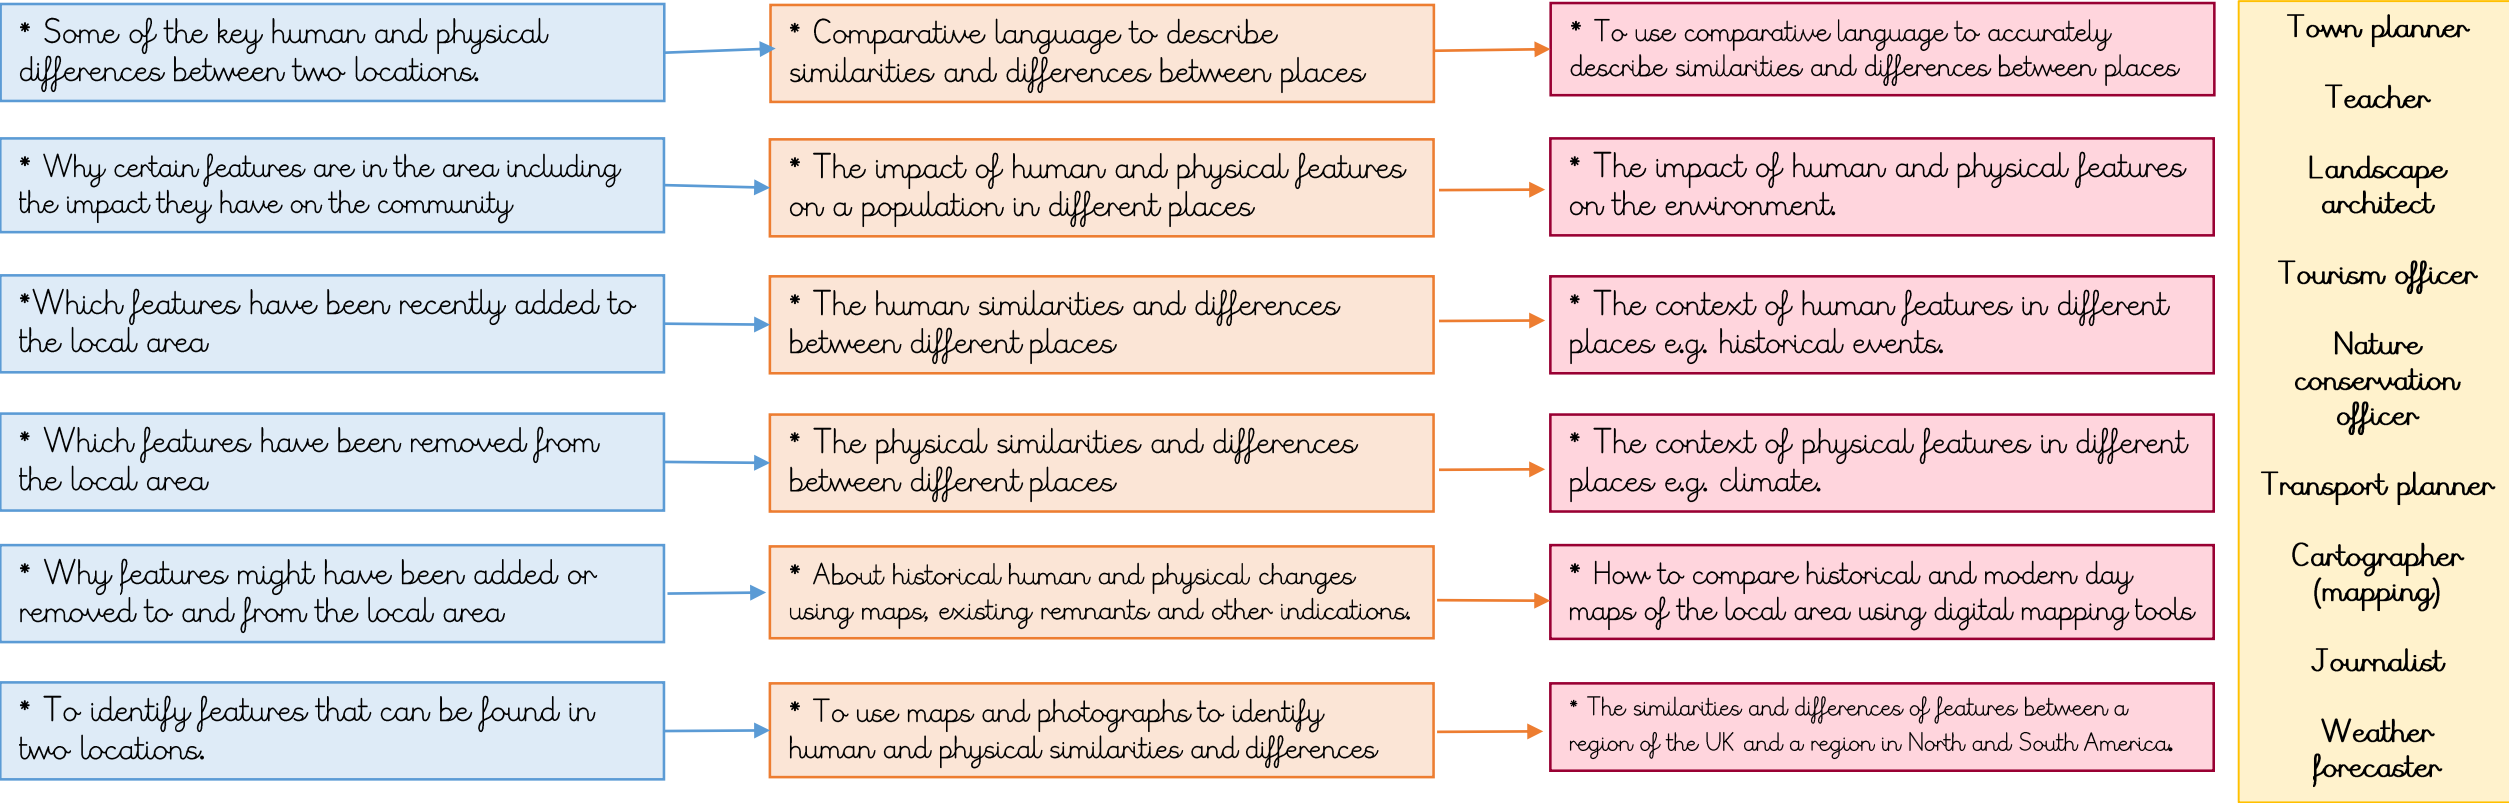 * Some of the key human and physical
differences between two locations.
* Comparative language to describe
similarities and differences between places
* To use comparative language to accurately
describe similarities and differences between places
* Why certain features are in the area including
the impact they have on the community
* The impact of human and physical features
on a population in different places
* The impact of human and physical features
on the environment.
*Which features have been recently added to
the local area
* The human similarities and differences
between different places
* The context of human features in different
places e.g. historical events.
* Which features have been removed from
the local area
* The physical similarities and differences
between different places
* The context of physical features in different
places e.g. climate.
* Why features might have been added or
removed to and from the local area
* About historical human and physical changes
using maps, existing remnants and other indications.
* How to compare historical and modern day
maps of the local area using digital mapping tools
* To identify features that can be found in
two locations.
* To use maps and photographs to identify
human and physical similarities and differences
* The similarities and differences of features between a
region of the UK and a region in North and South America.
Town planner
Teacher
Landscape
architect
Tourism officer
Nature
conservation
officer
Transport planner
Cartographer
(mapping)
Journalist
Weather
forecaster